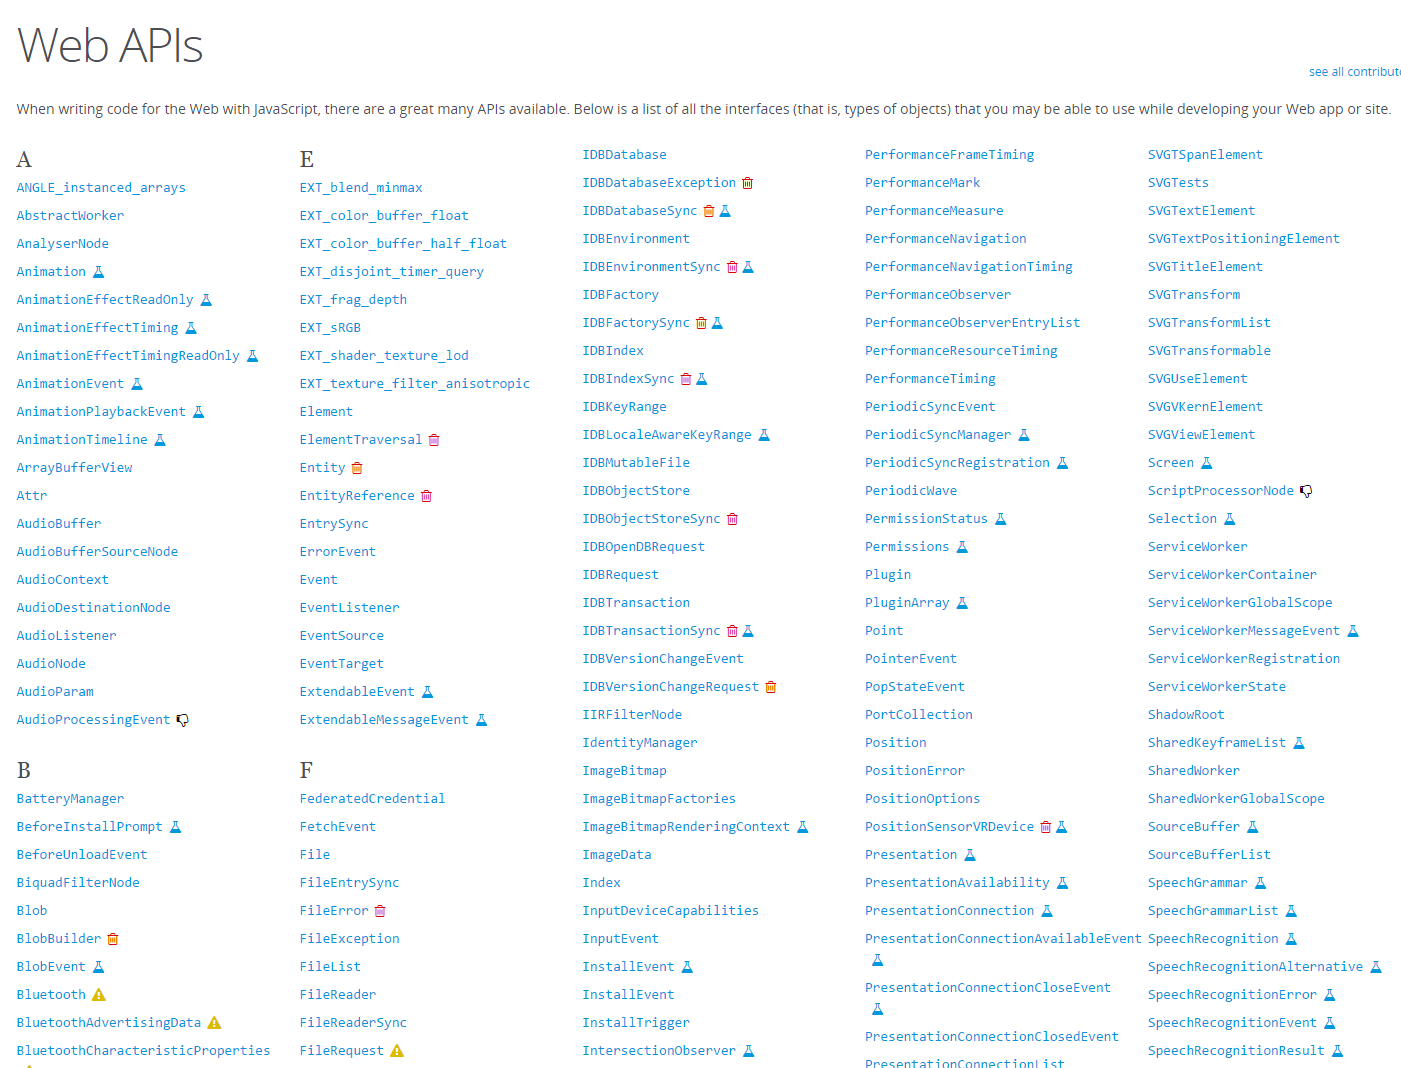 Web APIs
see all contribut
When writing code for the Web with JavaScript, there are a great many APIs available. Below is a list of all the interfaces (that is, types of objects) that you may be able to use while developing your Web app or site.
A
ANGLE_instanced_arrays
AbstractWorker
AnalyserNode
Animation
AnimationEffectReadOnly
AnimationEffectTiming
AnimationEffectTimingReadOnly
AnimationEvent
AnimationPlaybackEvent
AnimationTimeline
ArrayBufferView
Attr
AudioBuffer
AudioBufferSourceNode
AudioContext
AudioDestinationNode
AudioListener
AudioNode
AudioParam
AudioProcessingEvent
B
BatteryManager
BeforeInstallPrompt
BeforeUnloadEvent
BiquadFilterNode
Blob
BlobBuilder
BlobEvent
Bluetooth
BluetoothAdvertisingData
BluetoothCharacteristicProperties
E
EXT_blend_minmax
EXT_color_buffer_float
EXT_color_buffer_half_float
EXT_disjoint_timer_query
EXT_frag_depth
EXT_sRGB
EXT_shader_texture_lod
EXT_texture_filter_anisotropic
Element
ElementTraversal
Entity
EntityReference
EntrySync
ErrorEvent
Event
EventListener
EventSource
EventTarget
ExtendableEvent
ExtendableMessageEvent
F
FederatedCredential
FetchEvent
File
FileEntrySync
FileError
FileException
FileList
FileReader
FileReaderSync
FileRequest
IDBDatabase
IDBDatabaseException
IDBDatabaseSync
IDBEnvironment
IDBEnvironmentSync
IDBFactory
IDBFactorySync
IDBIndex
IDBIndexSync
IDBKeyRange
IDBLocaleAwareKeyRange
IDBMutableFile
IDBObjectStore
IDBObjectStoreSync
IDBOpenDBRequest
IDBRequest
IDBTransaction
IDBTransactionSync
IDBVersionChangeEvent
IDBVersionChangeRequest
IIRFilterNode
IdentityManager
ImageBitmap
ImageBitmapFactories
ImageBitmapRenderingContext
ImageData
Index
InputDeviceCapabilities
InputEvent
InstallEvent
InstallEvent
InstallTrigger
IntersectionObserver
PerformanceFrameTiming
PerformanceMark
PerformanceMeasure
PerformanceNavigation
PerformanceNavigationTiming
PerformanceObserver
PerformanceObserverEntryList
PerformanceResourceTiming
PerformanceTiming
PeriodicSyncEvent
PeriodicSyncManager
PeriodicSyncRegistration
PeriodicWave
PermissionStatus
Permissions
Plugin
PluginArray
Point
PointerEvent
PopStateEvent
PortCollection
Position
PositionError
PositionOptions
PositionSensorVRDevice
Presentation
PresentationAvailability
PresentationConnection
PresentationConnectionAvailableEvent
PresentationConnectionCloseEvent
PresentationConnectionClosedEvent
PresentationConnectionList
SVGTSpanElement
SVGTests
SVGTextElement
SVGTextPositioningElement
SVGTitleElement
SVGTransform
SVGTransformList
SVGTransformable
SVGUseElement
SVGVKernElement
SVGViewElement
Screen
ScriptProcessorNode
Selection
ServiceWorker
ServiceWorkerContainer
ServiceWorkerGlobalScope
ServiceWorkerMessageEvent
ServiceWorkerRegistration
ServiceWorkerState
ShadowRoot
SharedKeyframeList
SharedWorker
SharedWorkerGlobalScope
SourceBuffer
SourceBufferList
SpeechGrammar
SpeechGrammarList
SpeechRecognition
SpeechRecognitionAlternative
SpeechRecognitionError
SpeechRecognitionEvent
SpeechRecognitionResult